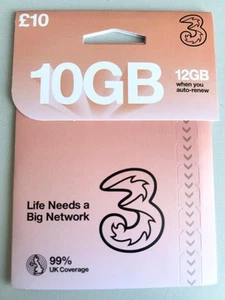 £10
10GB
12GB
when you
auto-renew
Life Needs a
Big Network
99%
UK Coverage